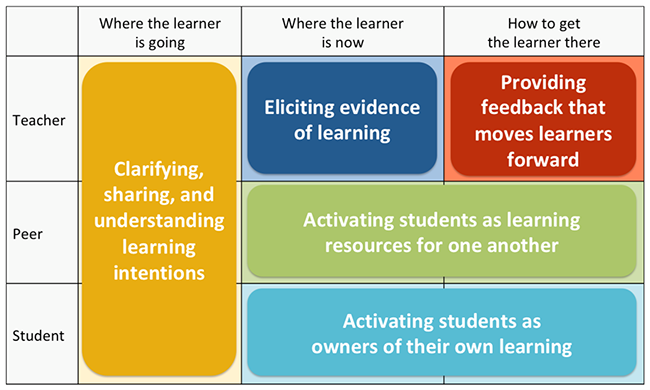 Where the learner
is going
Where the learner
is now
How to get
the learner there
Teacher
Clarifying,
sharing, and
understanding
learning
intentions
Eliciting evidence
of learning
Providing
feedback that
moves learners
forward
Peer
Activating students as learning
resources for one another
Student
Activating students as
owners of their own learning